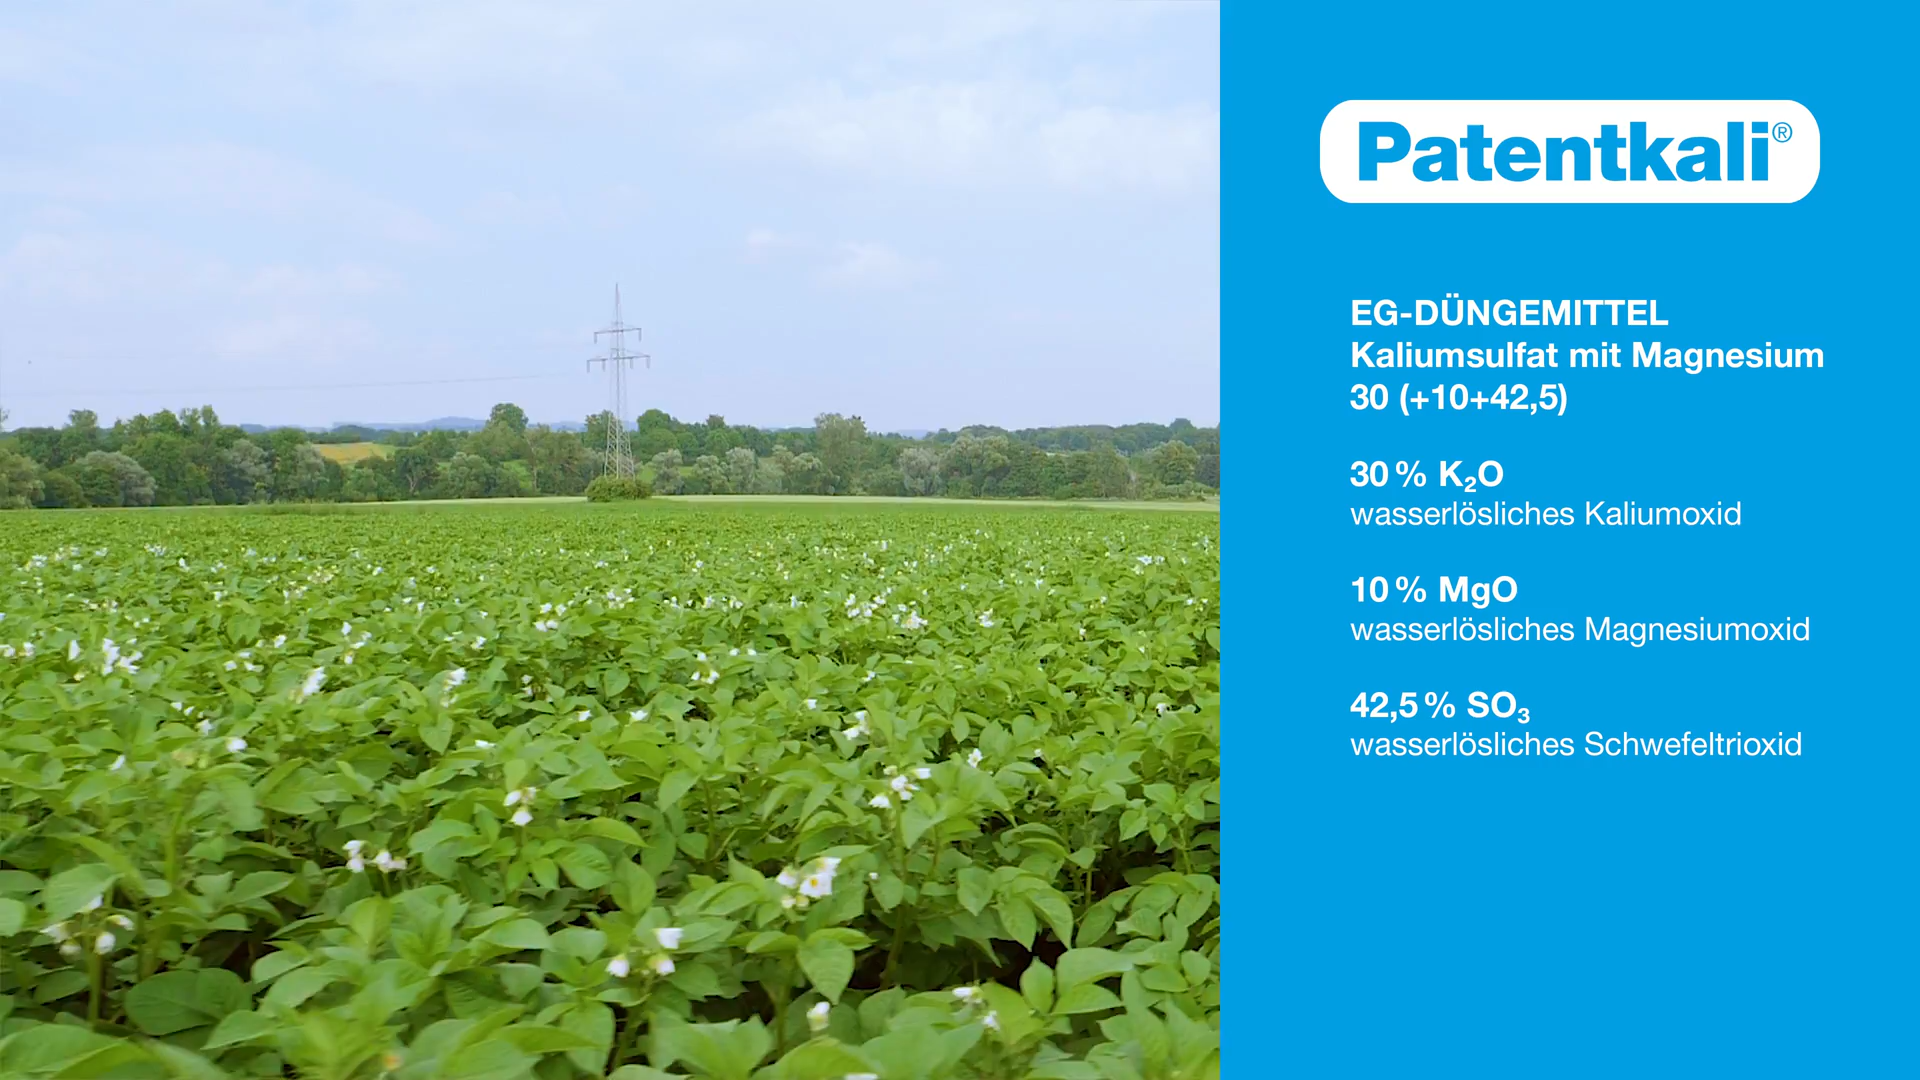 Patentkali®
EG-DÜNGEMITTEL
Kaliumsulfat mit Magnesium
30 (+10+42,5)
30 % K₂O
wasserlösliches Kaliumoxid
10 % MgO
wasserlösliches Magnesiumoxid
42,5 % SO₃
wasserlösliches Schwefeltrioxid